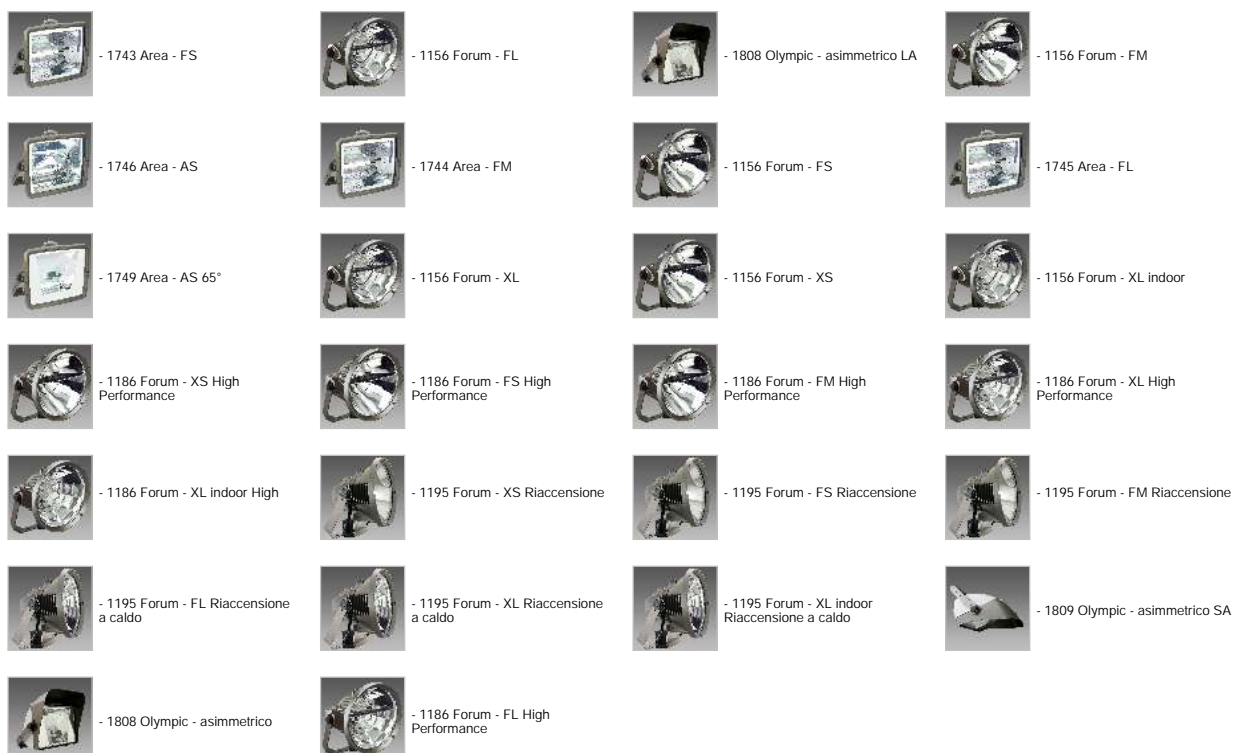 - 1743 Area - FS
- 1156 Forum - FL
- 1808 Olympic - asimmetrico LA
- 1156 Forum - FM
- 1746 Area - AS
- 1744 Area - FM
- 1156 Forum - FS
- 1745 Area - FL
- 1749 Area - AS 65°
- 1156 Forum - XL
- 1156 Forum - XS
- 1156 Forum - XL indoor
- 1186 Forum - XS High
Performance
- 1186 Forum - FS High
Performance
- 1186 Forum - FM High
Performance
- 1186 Forum - XL High
Performance
- 1186 Forum - XL indoor High
- 1195 Forum - XS Riaccensione
- 1195 Forum - FS Riaccensione
- 1195 Forum - FM Riaccensione
- 1195 Forum - FL Riaccensione
a caldo
- 1195 Forum - XL Riaccensione
a caldo
- 1195 Forum - XL indoor
Riaccensione a caldo
- 1809 Olympic - asimmetrico SA
- 1808 Olympic - asimmetrico
- 1186 Forum - FL High
Performance